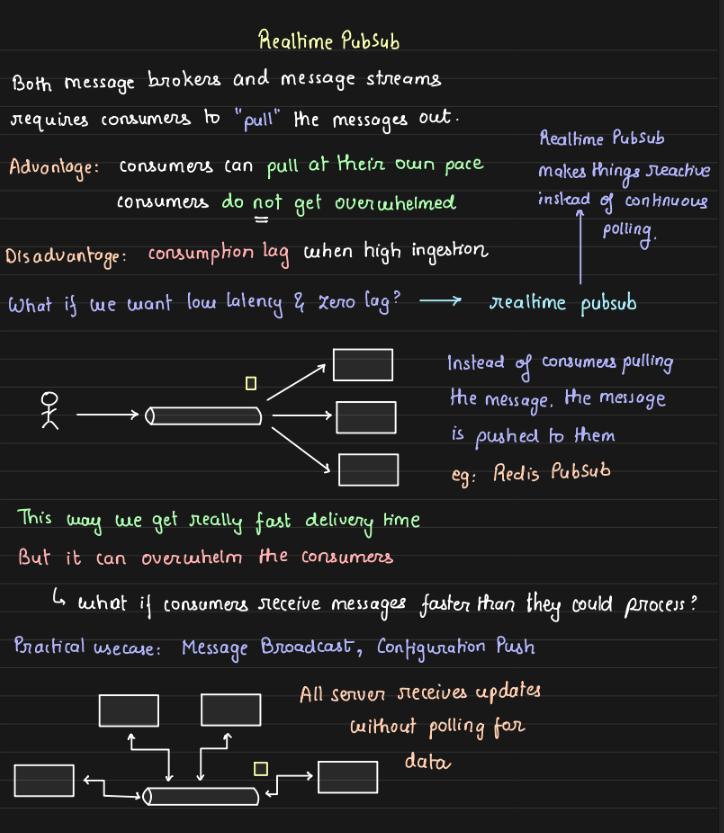 Realtime PubSub
Both message brokers and message streams
requires consumers to "pull" the messages out.
Advantage: consumers can pull at their own pace
consumers do not get overwhelmed
Disadvantage: consumption lag when high ingestion
Realtime PubSub
makes things reactive
instead of continuous
polling.
What if we want low latency & zero lag? → realtime pubsub
Instead of consumers pulling
the message, the message
is pushed to them
eg: Redis PubSub
This way we get really fast delivery time
But it can overwhelm the consumers
↳ what if consumers receive messages faster than they could process?
Practical usecase: Message Broadcast, Configuration Push
All server receives updates
without polling for
data